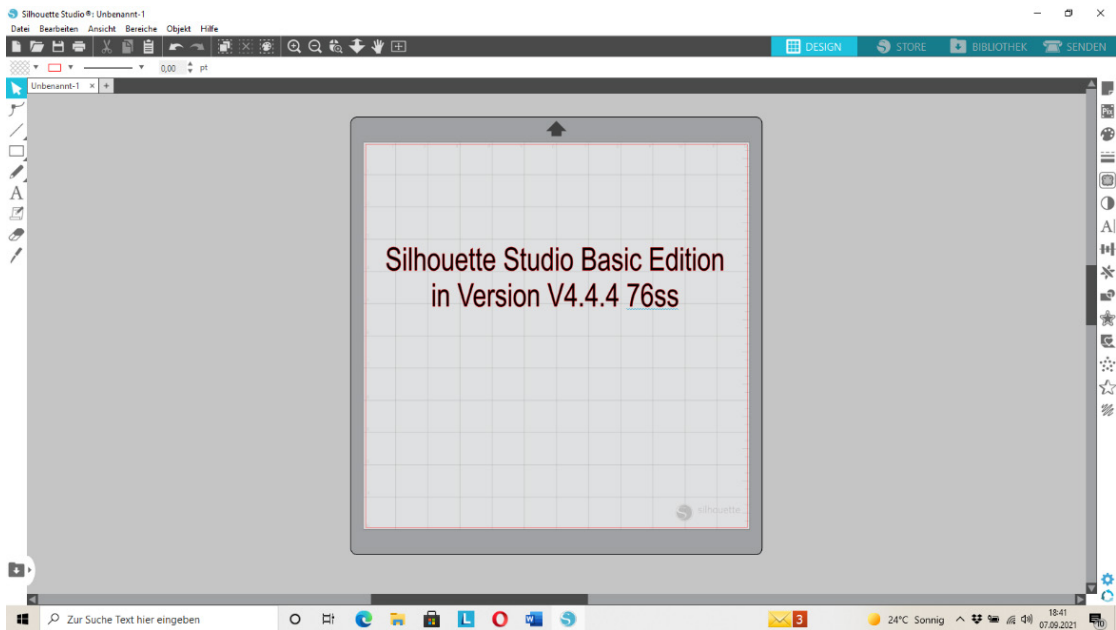 Silhouette Studio®: Unbenannt-1
Datei Bearbeiten Ansicht Bereiche Objekt Hilfe
DESIGN STORE BIBLIOTHEK SENDEN
0,00 pt
Unbenannt-1
Silhouette Studio Basic Edition
in Version V4.4.4 76ss
silhouette
Zur Suche Text hier eingeben
3
24°C Sonnig
18:41
07.09.2021